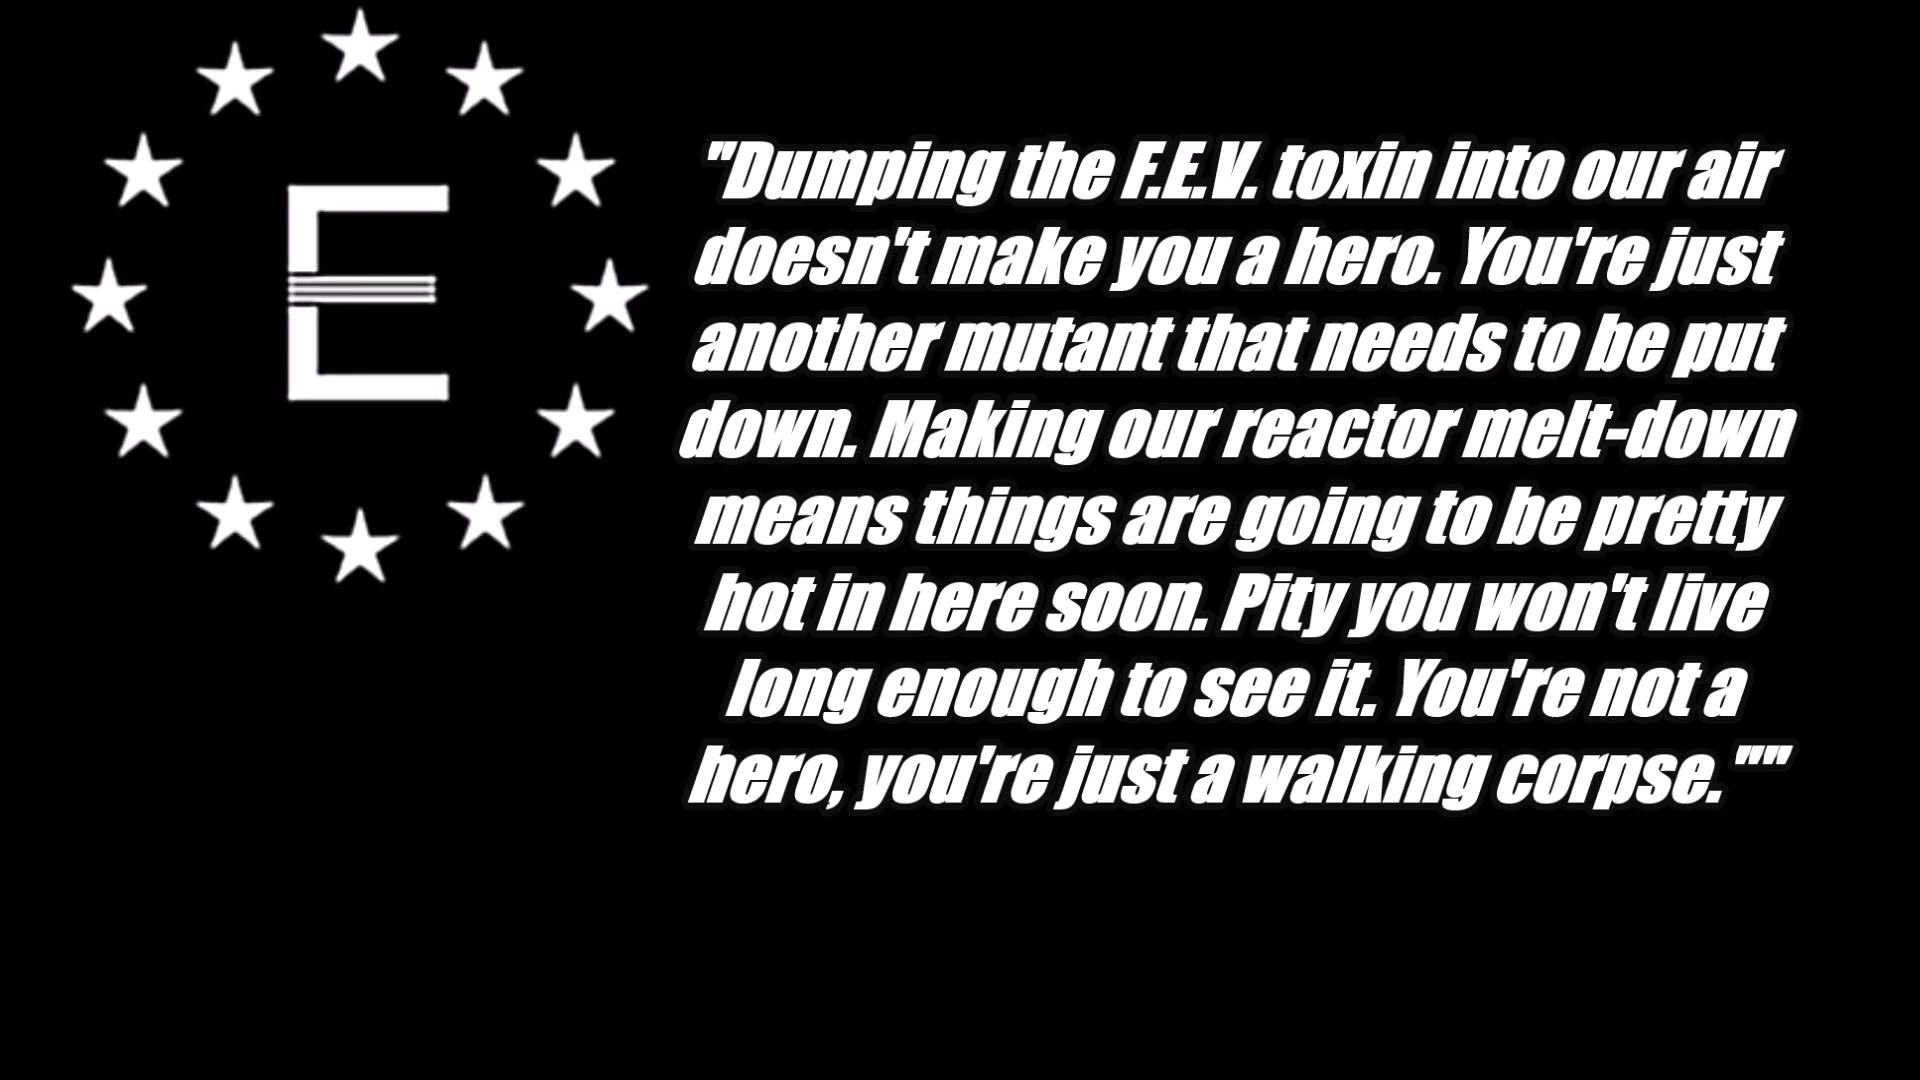 E
"Dumping the F.E.V. toxin into our air
doesn't make you a hero. You're just
another mutant that needs to be put
down. Making our reactor melt-down
means things are going to be pretty
hot in here soon. Pity you won't live
long enough to see it. You're not a
hero, you're just a walking corpse.""